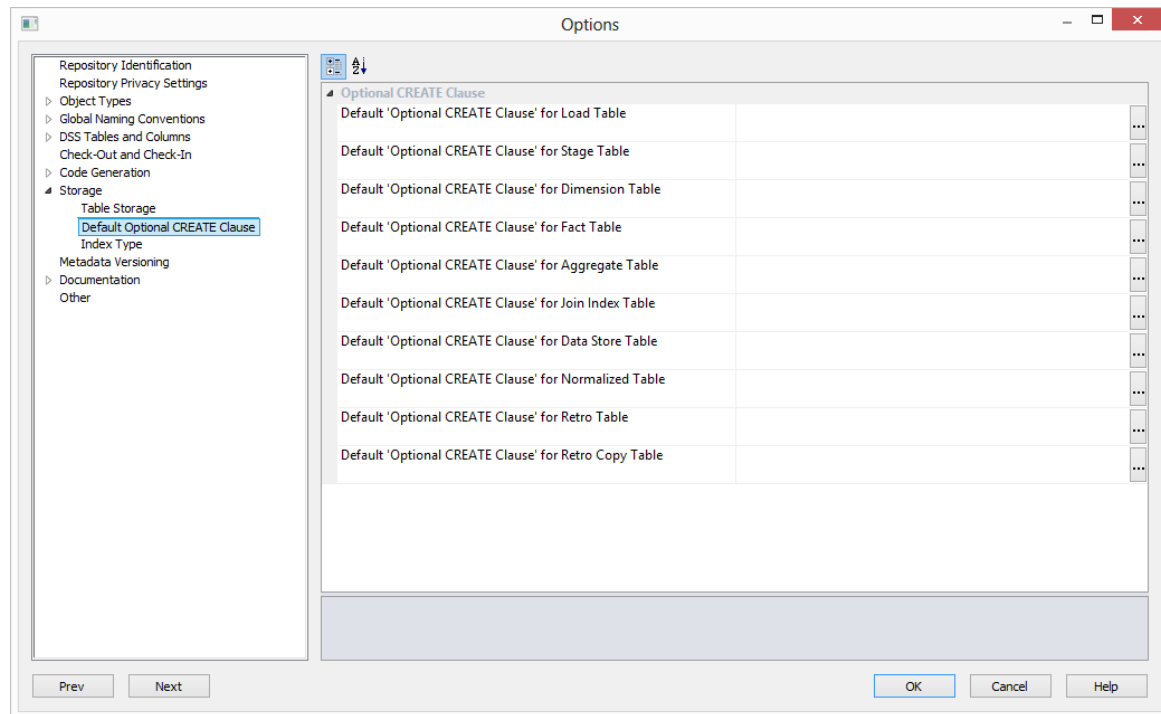 Options
Repository Identification
Repository Privacy Settings
Object Types
Global Naming Conventions
DSS Tables and Columns
Check-Out and Check-In
Code Generation
Storage
Table Storage
Default Optional CREATE Clause
Index Type
Metadata Versioning
Documentation
Other
Optional CREATE Clause
Default 'Optional CREATE Clause' for Load Table
...
Default 'Optional CREATE Clause' for Stage Table
...
Default 'Optional CREATE Clause' for Dimension Table
...
Default 'Optional CREATE Clause' for Fact Table
...
Default 'Optional CREATE Clause' for Aggregate Table
...
Default 'Optional CREATE Clause' for Join Index Table
...
Default 'Optional CREATE Clause' for Data Store Table
...
Default 'Optional CREATE Clause' for Normalized Table
...
Default 'Optional CREATE Clause' for Retro Table
...
Default 'Optional CREATE Clause' for Retro Copy Table
...
Prev Next OK Cancel Help